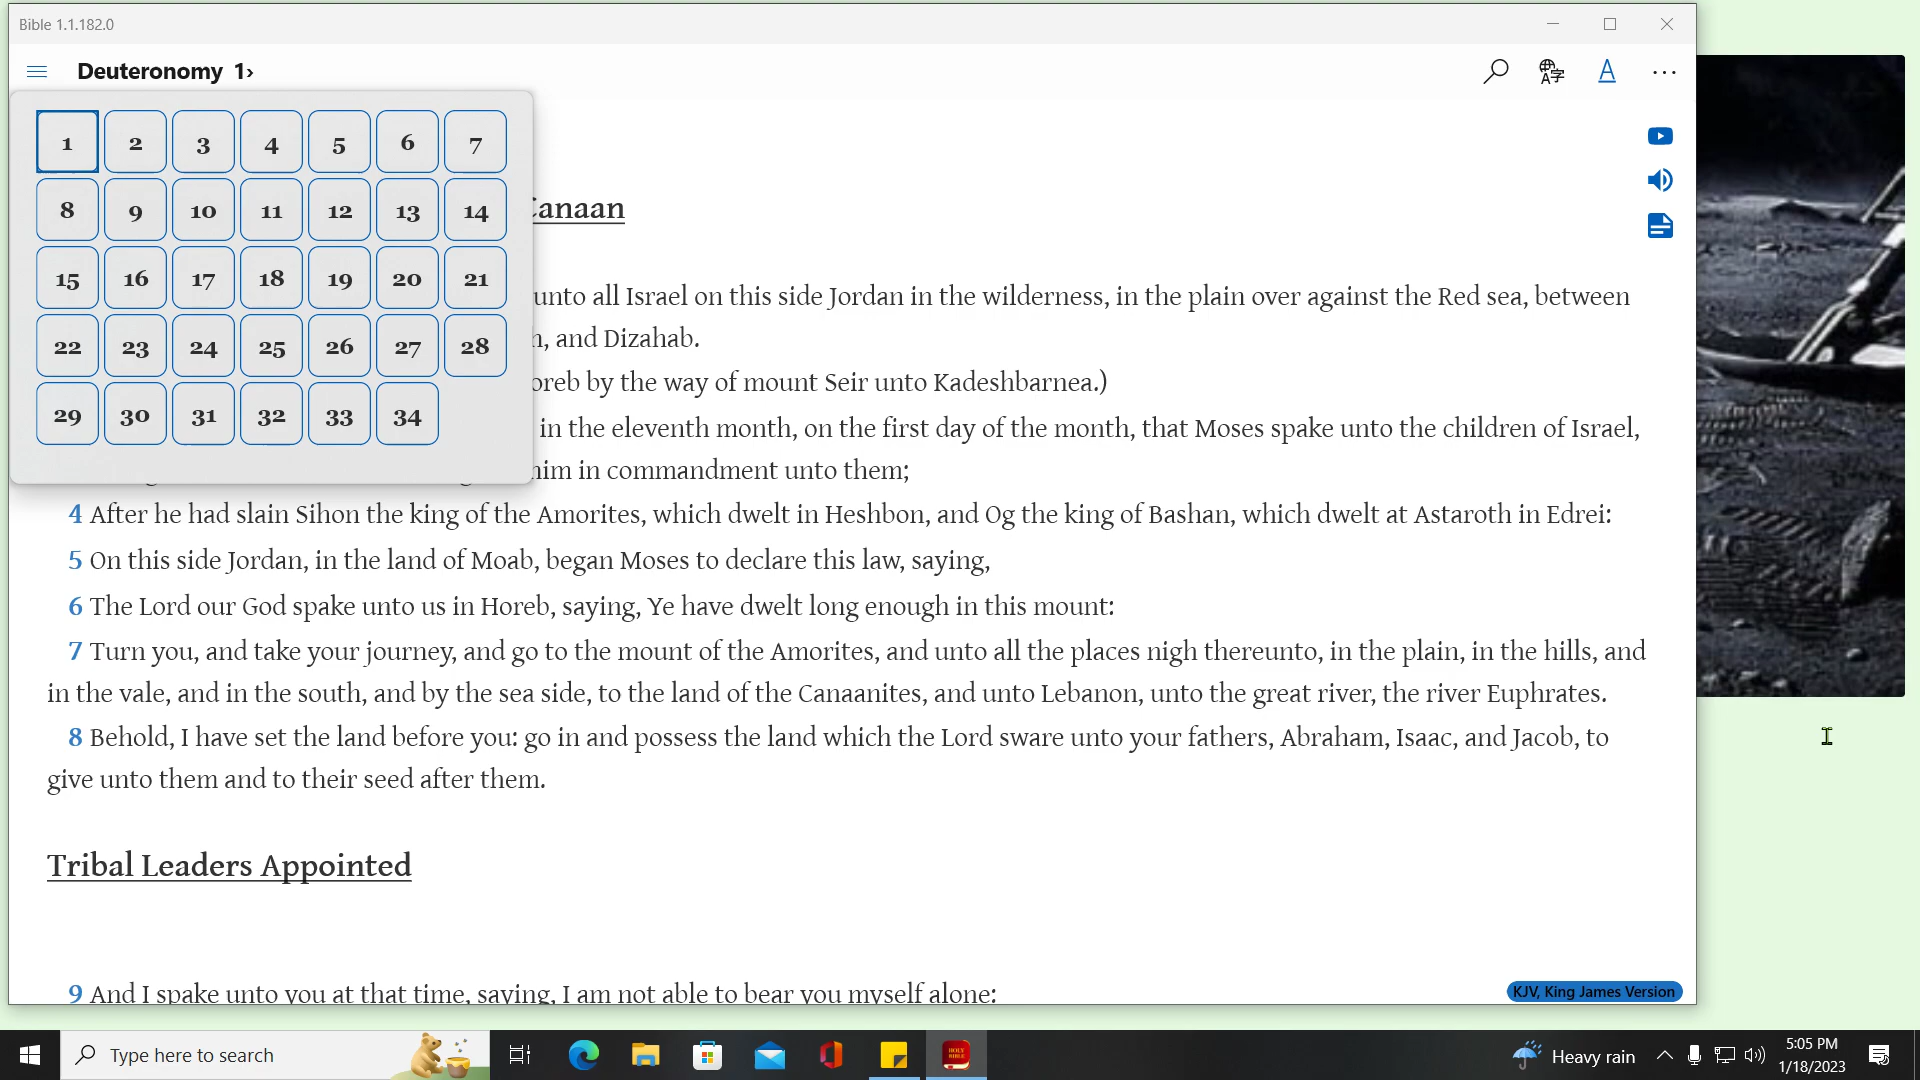 Bible 1.1.182.0
Deuteronomy 1›
1 2 3 4 5 6 7
8 9 10 11 12 13 14
15 16 17 18 19 20 21
22 23 24 25 26 27 28
29 30 31 32 33 34
Canaan
unto all Israel on this side Jordan in the wilderness, in the plain over against the Red sea, between
, and Dizahab.
by the way of mount Seir unto Kadeshbarnea.)
in the eleventh month, on the first day of the month, that Moses spake unto the children of Israel,
him in commandment unto them;
4 After he had slain Sihon the king of the Amorites, which dwelt in Heshbon, and Og the king of Bashan, which dwelt at Astaroth in Edrei:
5 On this side Jordan, in the land of Moab, began Moses to declare this law, saying,
6 The Lord our God spake unto us in Horeb, saying, Ye have dwelt long enough in this mount:
7 Turn you, and take your journey, and go to the mount of the Amorites, and unto all the places nigh thereunto, in the plain, in the hills, and
in the vale, and in the south, and by the sea side, to the land of the Canaanites, and unto Lebanon, unto the great river, the river Euphrates.
8 Behold, I have set the land before you: go in and possess the land which the Lord sware unto your fathers, Abraham, Isaac, and Jacob, to
give unto them and to their seed after them.
Tribal Leaders Appointed
9 And I spake unto you at that time, saying, I am not able to bear you myself alone:
KJV, King James Version
Type here to search
Heavy rain
5:05 PM
1/18/2023